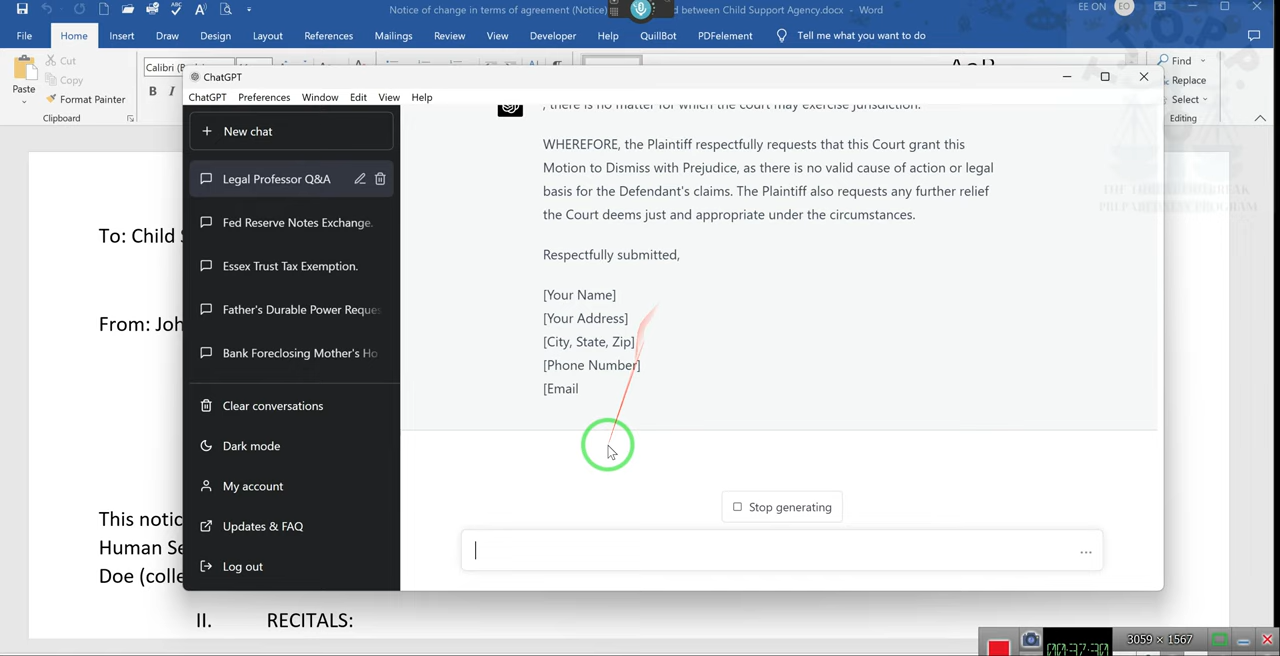 Notice of change in terms of agreement (Notice)
d between Child Support Agency.docx - Word
EE ON
EO
File Home Insert Draw Design Layout References Mailings Review View Developer Help QuillBot PDFelement Tell me what you want to do
Paste
Cut
Copy
Format Painter
Clipboard
Calibri
B I
Find
Replace
Select
Editing
ChatGPT
ChatGPT Preferences Window Edit View Help
New chat
Legal Professor Q&A
Fed Reserve Notes Exchange.
Essex Trust Tax Exemption.
Father's Durable Power Reques
Bank Foreclosing Mother's Ho
Clear conversations
Dark mode
My account
Updates & FAQ
Log out
, there is no matter for which the court may exercise jurisdiction.
WHEREFORE, the Plaintiff respectfully requests that this Court grant this
Motion to Dismiss with Prejudice, as there is no valid cause of action or legal
basis for the Defendant's claims. The Plaintiff also requests any further relief
the Court deems just and appropriate under the circumstances.
Respectfully submitted,
[Your Name]
[Your Address]
[City, State, Zip]
[Phone Number]
[Email
Stop generating
To: Child S
From: Joh
This notic
Human Se
Doe (colle
II. RECITALS:
00:37:30
3059 × 1567